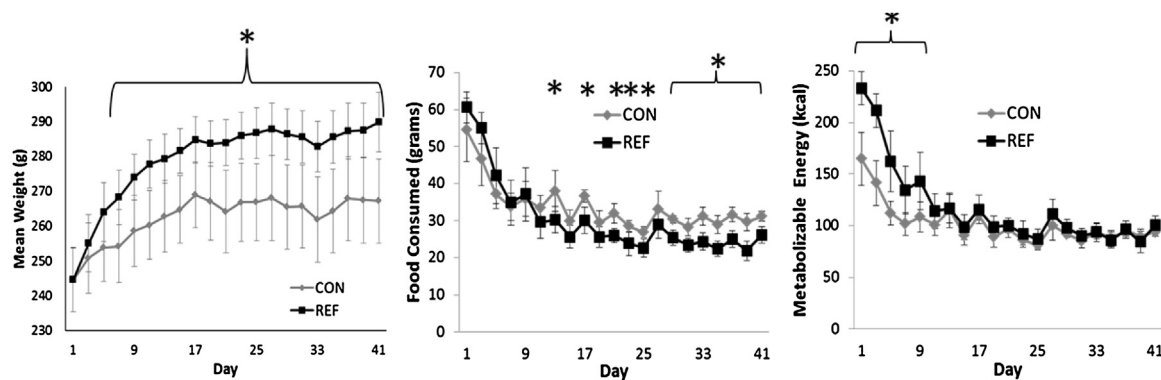 *
300
290
280
270
260
250
240
230
Mean Weight (g)
CON
REF
1 9 17 25 33 41
Day
* * *** *
70
60
50
40
30
20
10
0
Food Consumed (grams)
CON
REF
1 9 17 25 33 41
Day
*
250
200
150
100
50
0
Metabolizable Energy (kcal)
CON
REF
1 9 17 25 33 41
Day